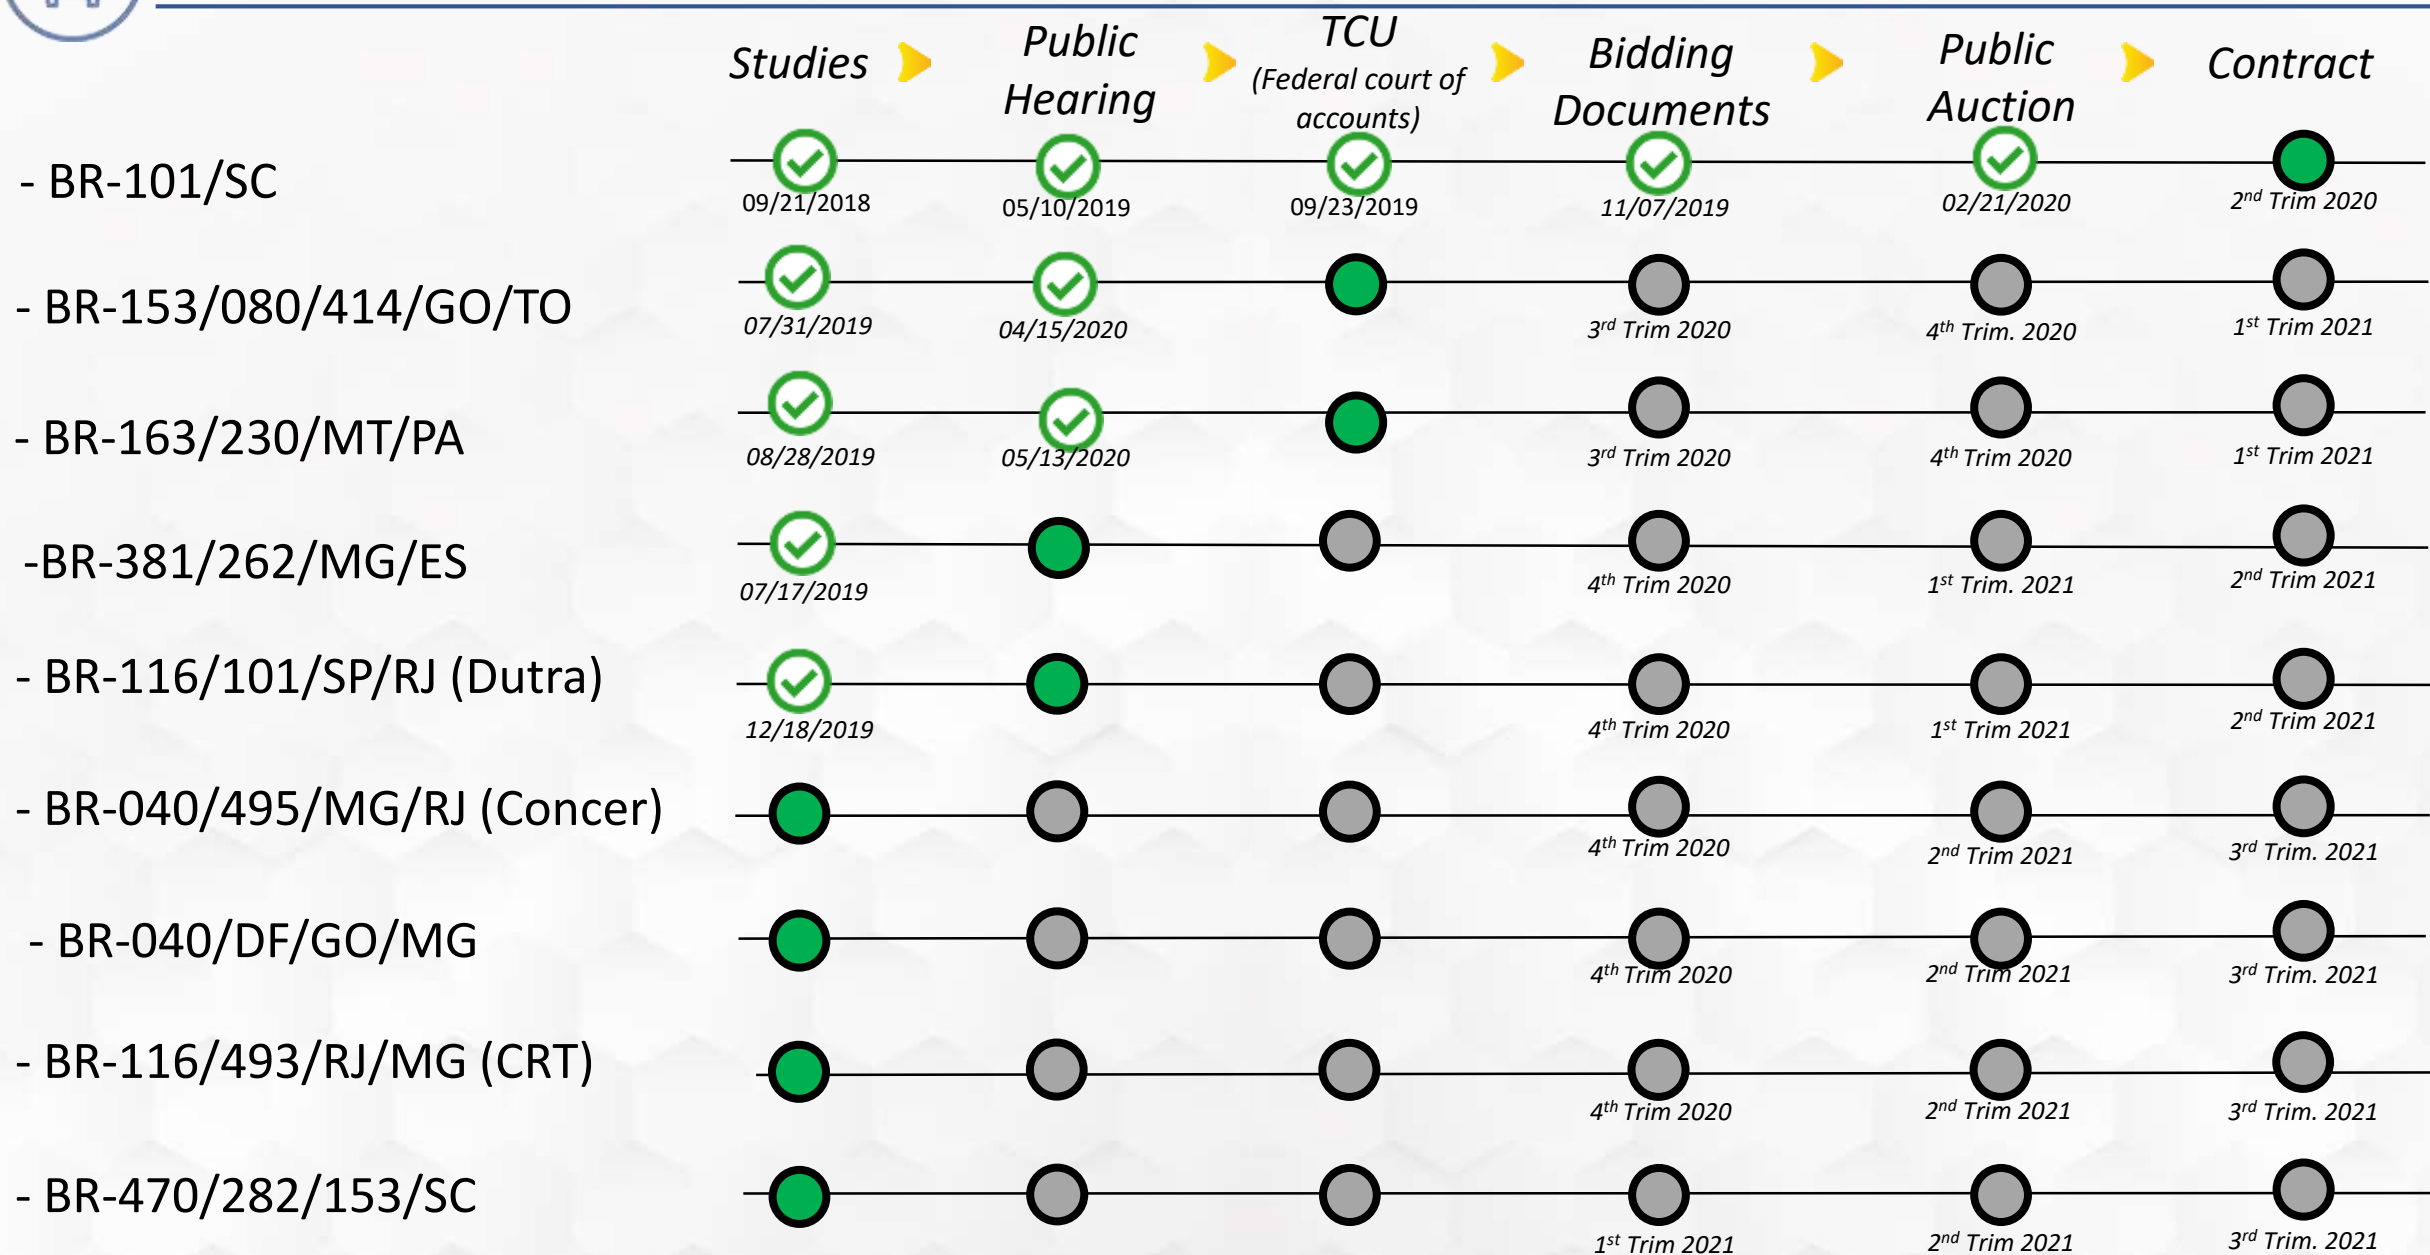 Studies
Public
Hearing
TCU
(Federal court of
accounts)
Bidding
Documents
Public
Auction
Contract
- BR-101/SC
09/21/2018
05/10/2019
09/23/2019
11/07/2019
02/21/2020
2nd Trim 2020
- BR-153/080/414/GO/TO
07/31/2019
04/15/2020
3rd Trim 2020
4th Trim. 2020
1st Trim 2021
- BR-163/230/MT/PA
08/28/2019
05/13/2020
3rd Trim 2020
4th Trim 2020
1st Trim 2021
-BR-381/262/MG/ES
07/17/2019
4th Trim 2020
1st Trim. 2021
2nd Trim 2021
- BR-116/101/SP/RJ (Dutra)
12/18/2019
4th Trim 2020
1st Trim 2021
2nd Trim 2021
- BR-040/495/MG/RJ (Concer)
4th Trim 2020
2nd Trim 2021
3rd Trim. 2021
- BR-040/DF/GO/MG
4th Trim 2020
2nd Trim 2021
3rd Trim. 2021
- BR-116/493/RJ/MG (CRT)
4th Trim 2020
2nd Trim 2021
3rd Trim. 2021
- BR-470/282/153/SC
1st Trim 2021
2nd Trim 2021
3rd Trim. 2021